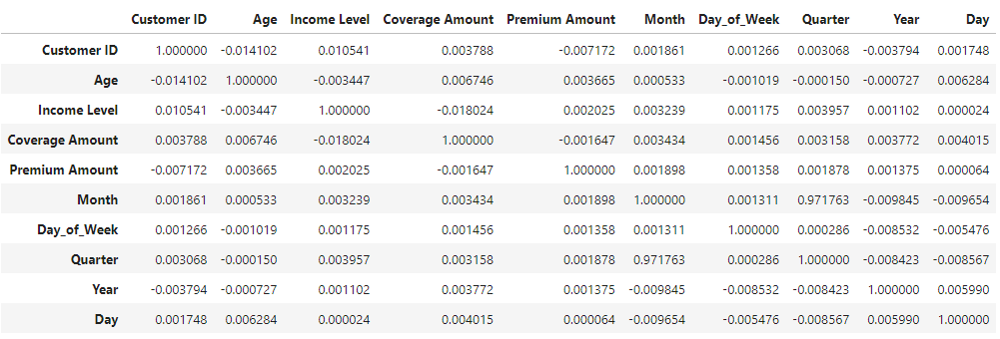 Customer ID Age Income Level Coverage Amount Premium Amount Month Day_of_Week Quarter Year Day
Customer ID 1.000000 -0.014102 0.010541 0.003788 -0.007172 0.001861 0.001266 0.003068 -0.003794 0.001748
Age -0.014102 1.000000 -0.003447 0.006746 0.003665 0.000533 -0.001019 -0.000150 -0.000727 0.006284
Income Level 0.010541 -0.003447 1.000000 -0.018024 0.002025 0.003239 0.001175 0.003957 0.001102 0.000024
Coverage Amount 0.003788 0.006746 -0.018024 1.000000 -0.001647 0.003434 0.001456 0.003158 0.003772 0.004015
Premium Amount -0.007172 0.003665 0.002025 -0.001647 1.000000 0.001898 0.001358 0.001878 0.001375 0.000064
Month 0.001861 0.000533 0.003239 0.003434 0.001898 1.000000 0.001311 0.971763 -0.009845 -0.009654
Day_of_Week 0.001266 -0.001019 0.001175 0.001456 0.001358 0.001311 1.000000 0.000286 -0.008532 -0.005476
Quarter 0.003068 -0.000150 0.003957 0.003158 0.001878 0.971763 0.000286 1.000000 -0.008423 -0.008567
Year -0.003794 -0.000727 0.001102 0.003772 0.001375 -0.009845 -0.008532 -0.008423 1.000000 0.005990
Day 0.001748 0.006284 0.000024 0.004015 0.000064 -0.009654 -0.005476 -0.008567 0.005990 1.000000